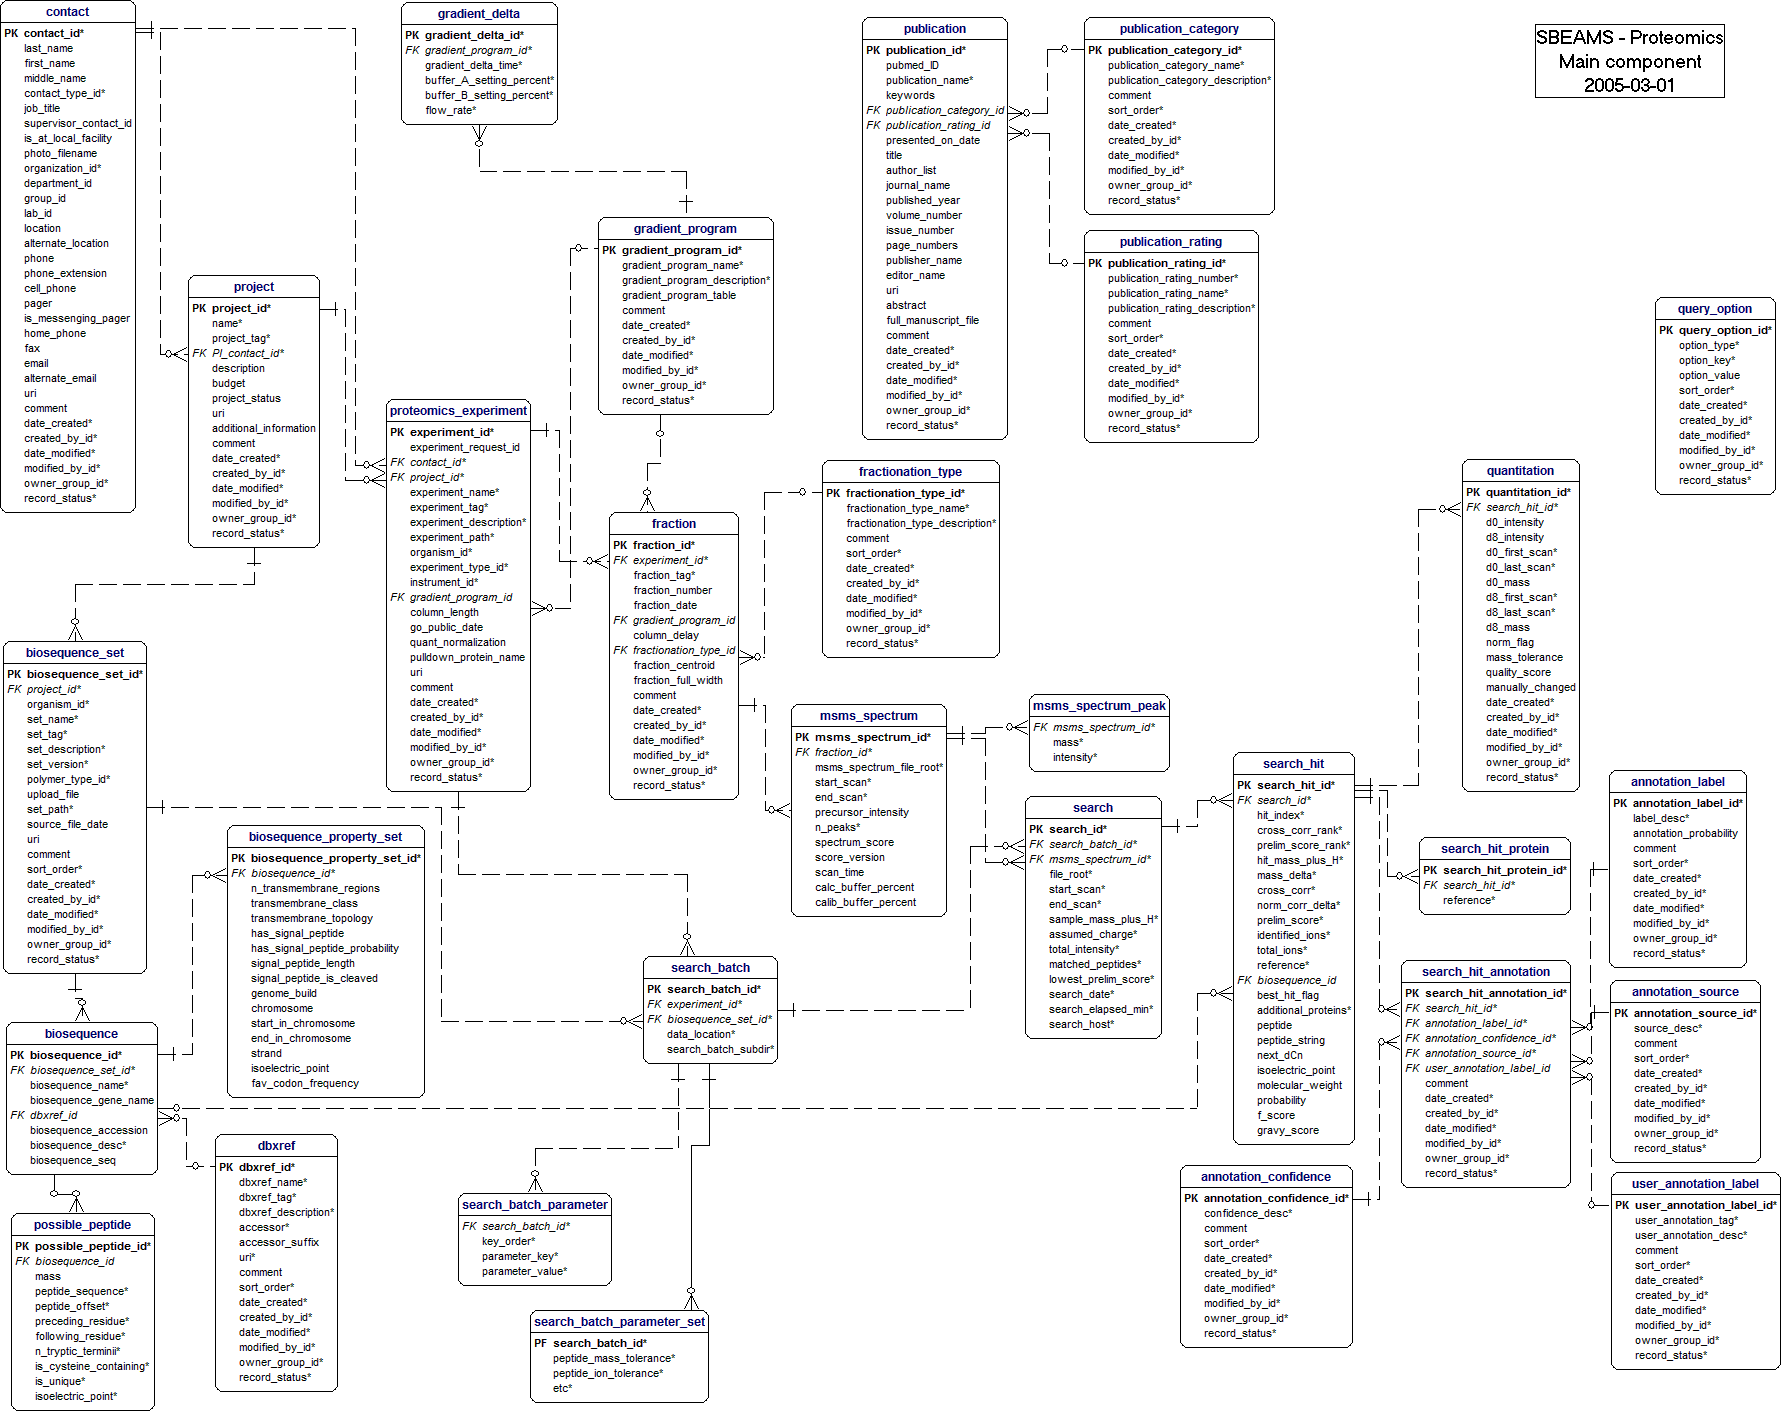 SBEAMS - Proteomics
Main component
2005-03-01
contact
PK contact_id*
last_name
first_name
middle_name
contact_type_id*
job_title
supervisor_contact_id
is_at_local_facility
photo_filename
organization_id*
department_id
group_id
lab_id
location
alternate_location
phone
phone_extension
cell_phone
pager
is_messenging_pager
home_phone
fax
email
alternate_email
uri
comment
date_created*
created_by_id*
date_modified*
modified_by_id*
owner_group_id*
record_status*
gradient_delta
PK gradient_delta_id*
FK gradient_program_id*
gradient_delta_time*
buffer_A_setting_percent*
buffer_B_setting_percent*
flow_rate*
project
PK project_id*
name*
project_tag*
FK PI_contact_id*
description
budget
project_status
uri
additional_information
comment
date_created*
created_by_id*
date_modified*
modified_by_id*
owner_group_id*
record_status*
gradient_program
PK gradient_program_id*
gradient_program_name*
gradient_program_description*
gradient_program_table
comment
date_created*
created_by_id*
date_modified*
modified_by_id*
owner_group_id*
record_status*
publication
PK publication_id*
pubmed_ID
publication_name*
keywords
FK publication_category_id
FK publication_rating_id
presented_on_date
title
author_list
journal_name
published_year
volume_number
issue_number
page_numbers
publisher_name
editor_name
uri
abstract
full_manuscript_file
comment
date_created*
created_by_id*
date_modified*
modified_by_id*
owner_group_id*
record_status*
publication_category
PK publication_category_id*
publication_category_name*
publication_category_description*
comment
sort_order*
date_created*
created_by_id*
date_modified*
modified_by_id*
owner_group_id*
record_status*
publication_rating
PK publication_rating_id*
publication_rating_number*
publication_rating_name*
publication_rating_description*
comment
sort_order*
date_created*
created_by_id*
date_modified*
modified_by_id*
owner_group_id*
record_status*
query_option
PK query_option_id*
option_type*
option_key*
option_value
sort_order*
date_created*
created_by_id*
date_modified*
modified_by_id*
owner_group_id*
record_status*
proteomics_experiment
PK experiment_id*
experiment_request_id
FK contact_id*
FK project_id*
experiment_name*
experiment_tag*
experiment_description*
experiment_path*
organism_id*
experiment_type_id*
instrument_id*
FK gradient_program_id
column_length
go_public_date
quant_normalization
pulldown_protein_name
uri
comment
date_created*
created_by_id*
date_modified*
modified_by_id*
owner_group_id*
record_status*
fraction
PK fraction_id*
FK experiment_id*
fraction_tag*
fraction_number
fraction_date
FK gradient_program_id
column_delay
FK fractionation_type_id
fraction_centroid
fraction_full_width
comment
date_created*
created_by_id*
date_modified*
modified_by_id*
owner_group_id*
record_status*
fractionation_type
PK fractionation_type_id*
fractionation_type_name*
fractionation_type_description*
comment
sort_order*
date_created*
created_by_id*
date_modified*
modified_by_id*
owner_group_id*
record_status*
quantitation
PK quantitation_id*
FK search_hit_id*
d0_intensity
d8_intensity
d0_first_scan*
d0_last_scan*
d0_mass
d8_first_scan*
d8_last_scan*
d8_mass
norm_flag
mass_tolerance
quality_score
manually_changed
date_created*
created_by_id*
date_modified*
modified_by_id*
owner_group_id*
record_status*
biosequence_set
PK biosequence_set_id*
FK project_id*
organism_id*
set_name*
set_tag*
set_description*
set_version*
polymer_type_id*
upload_file
set_path*
source_file_date
uri
comment
sort_order*
date_created*
created_by_id*
date_modified*
modified_by_id*
owner_group_id*
record_status*
biosequence_property_set
PK biosequence_property_set_id*
FK biosequence_id*
n_transmembrane_regions
transmembrane_class
transmembrane_topology
has_signal_peptide
has_signal_peptide_probability
signal_peptide_length
signal_peptide_is_cleaved
genome_build
chromosome
start_in_chromosome
end_in_chromosome
strand
isoelectric_point
fav_codon_frequency
msms_spectrum
PK msms_spectrum_id*
FK fraction_id*
msms_spectrum_file_root*
start_scan*
end_scan*
precursor_intensity
n_peaks*
spectrum_score
score_version
scan_time
calc_buffer_percent
calib_buffer_percent
msms_spectrum_peak
FK msms_spectrum_id*
mass*
intensity*
search
PK search_id*
FK search_batch_id*
FK msms_spectrum_id*
file_root*
start_scan*
end_scan*
sample_mass_plus_H*
assumed_charge*
total_intensity*
matched_peptides*
lowest_prelim_score*
search_date*
search_elapsed_min*
search_host*
search_hit
PK search_hit_id*
FK search_id*
hit_index*
cross_corr_rank*
prelim_score_rank*
hit_mass_plus_H*
mass_delta*
cross_corr*
norm_corr_delta*
prelim_score*
identified_ions*
total_ions*
reference*
FK biosequence_id
best_hit_flag
additional_proteins*
peptide
peptide_string
next_dCn
isoelectric_point
molecular_weight
probability
f_score
gravy_score
search_hit_protein
PK search_hit_protein_id*
FK search_hit_id*
reference*
annotation_label
PK annotation_label_id*
label_desc*
annotation_probability
comment
sort_order*
date_created*
created_by_id*
date_modified*
modified_by_id*
owner_group_id*
record_status*
search_batch
PK search_batch_id*
FK experiment_id*
FK biosequence_set_id*
data_location*
search_batch_subdir*
search_hit_annotation
PK search_hit_annotation_id*
FK search_hit_id*
FK annotation_label_id*
FK annotation_confidence_id*
FK annotation_source_id*
FK user_annotation_label_id
comment
date_created*
created_by_id*
date_modified*
modified_by_id*
owner_group_id*
record_status*
annotation_source
PK annotation_source_id*
source_desc*
comment
sort_order*
date_created*
created_by_id*
date_modified*
modified_by_id*
owner_group_id*
record_status*
biosequence
PK biosequence_id*
FK biosequence_set_id*
biosequence_name*
biosequence_gene_name
FK dbxref_id
biosequence_accession
biosequence_desc*
biosequence_seq
dbxref
PK dbxref_id*
dbxref_name*
dbxref_tag*
dbxref_description*
accessor*
accessor_suffix
uri*
comment
sort_order*
date_created*
created_by_id*
date_modified*
modified_by_id*
owner_group_id*
record_status*
possible_peptide
PK possible_peptide_id*
FK biosequence_id
mass
peptide_sequence*
peptide_offset*
preceding_residue*
following_residue*
n_tryptic_terminii*
is_cysteine_containing*
is_unique*
isoelectric_point*
search_batch_parameter
FK search_batch_id*
key_order*
parameter_key*
parameter_value*
search_batch_parameter_set
PF search_batch_id*
peptide_mass_tolerance*
peptide_ion_tolerance*
etc*
annotation_confidence
PK annotation_confidence_id*
confidence_desc*
comment
sort_order*
date_created*
created_by_id*
date_modified*
modified_by_id*
owner_group_id*
record_status*
user_annotation_label
PK user_annotation_label_id*
user_annotation_tag*
user_annotation_desc*
comment
sort_order*
date_created*
created_by_id*
date_modified*
modified_by_id*
owner_group_id*
record_status*